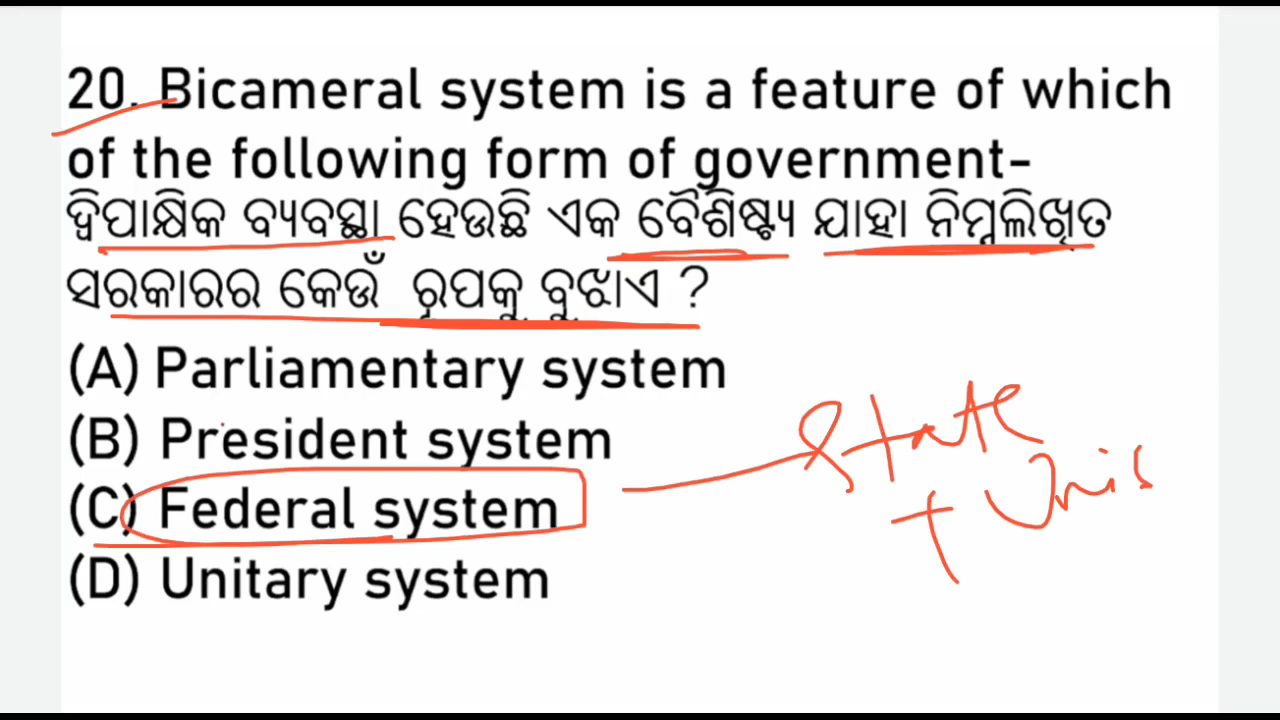 20. Bicameral system is a feature of which
of the following form of government-
ଦ୍ୱିପାକ୍ଷିକ ବ୍ୟବସ୍ଥା ହେଉଛି ଏକ ବୈଶିଷ୍ଟ୍ୟ ଯାହା ନିମ୍ନଲିଖିତ
ସରକାରର କେଉଁ ରୂପକୁ ବୁଝାଏ ?
(A) Parliamentary system
(B) President system
(C) Federal system
(D) Unitary system
State
+